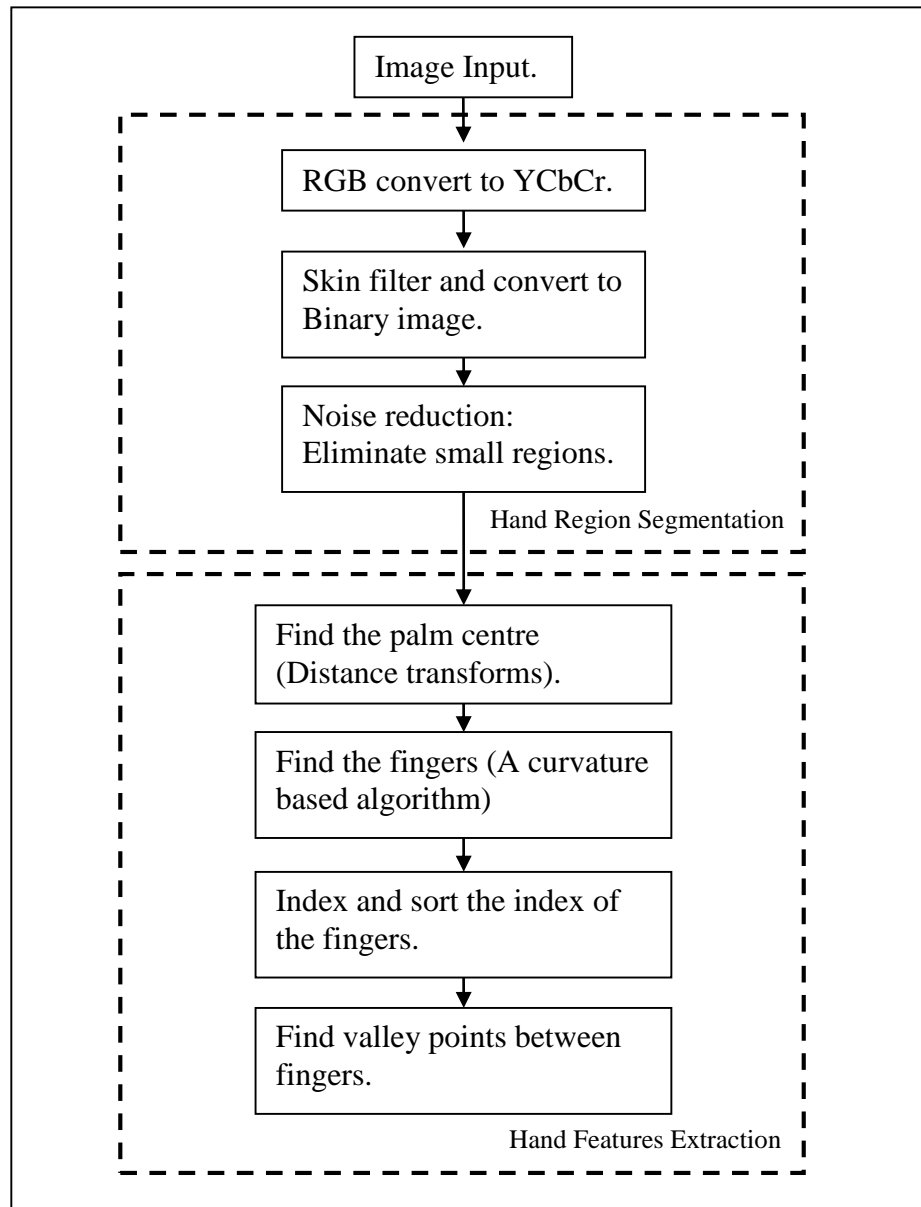 Image Input.
RGB convert to YCbCr.
Skin filter and convert to
Binary image.
Noise reduction:
Eliminate small regions.
Hand Region Segmentation
Find the palm centre
(Distance transforms).
Find the fingers (A curvature
based algorithm)
Index and sort the index of
the fingers.
Find valley points between
fingers.
Hand Features Extraction